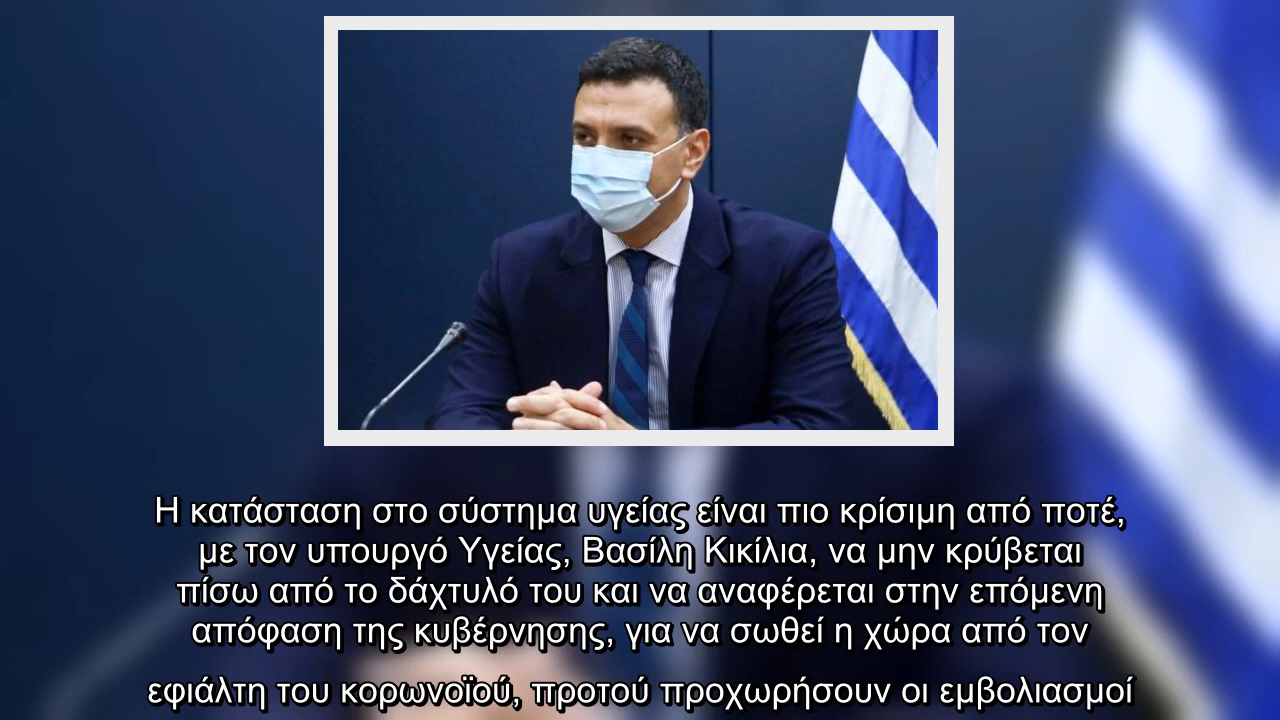 Η κατάσταση στο σύστημα υγείας είναι πιο κρίσιμη από ποτέ,
με τον υπουργό Υγείας, Βασίλη Κικίλια, να μην κρύβεται
πίσω από το δάχτυλό του και να αναφέρεται στην επόμενη
απόφαση της κυβέρνησης, για να σωθεί η χώρα από τον
εφιάλτη του κορωνοϊού, προτού προχωρήσουν οι εμβολιασμοί